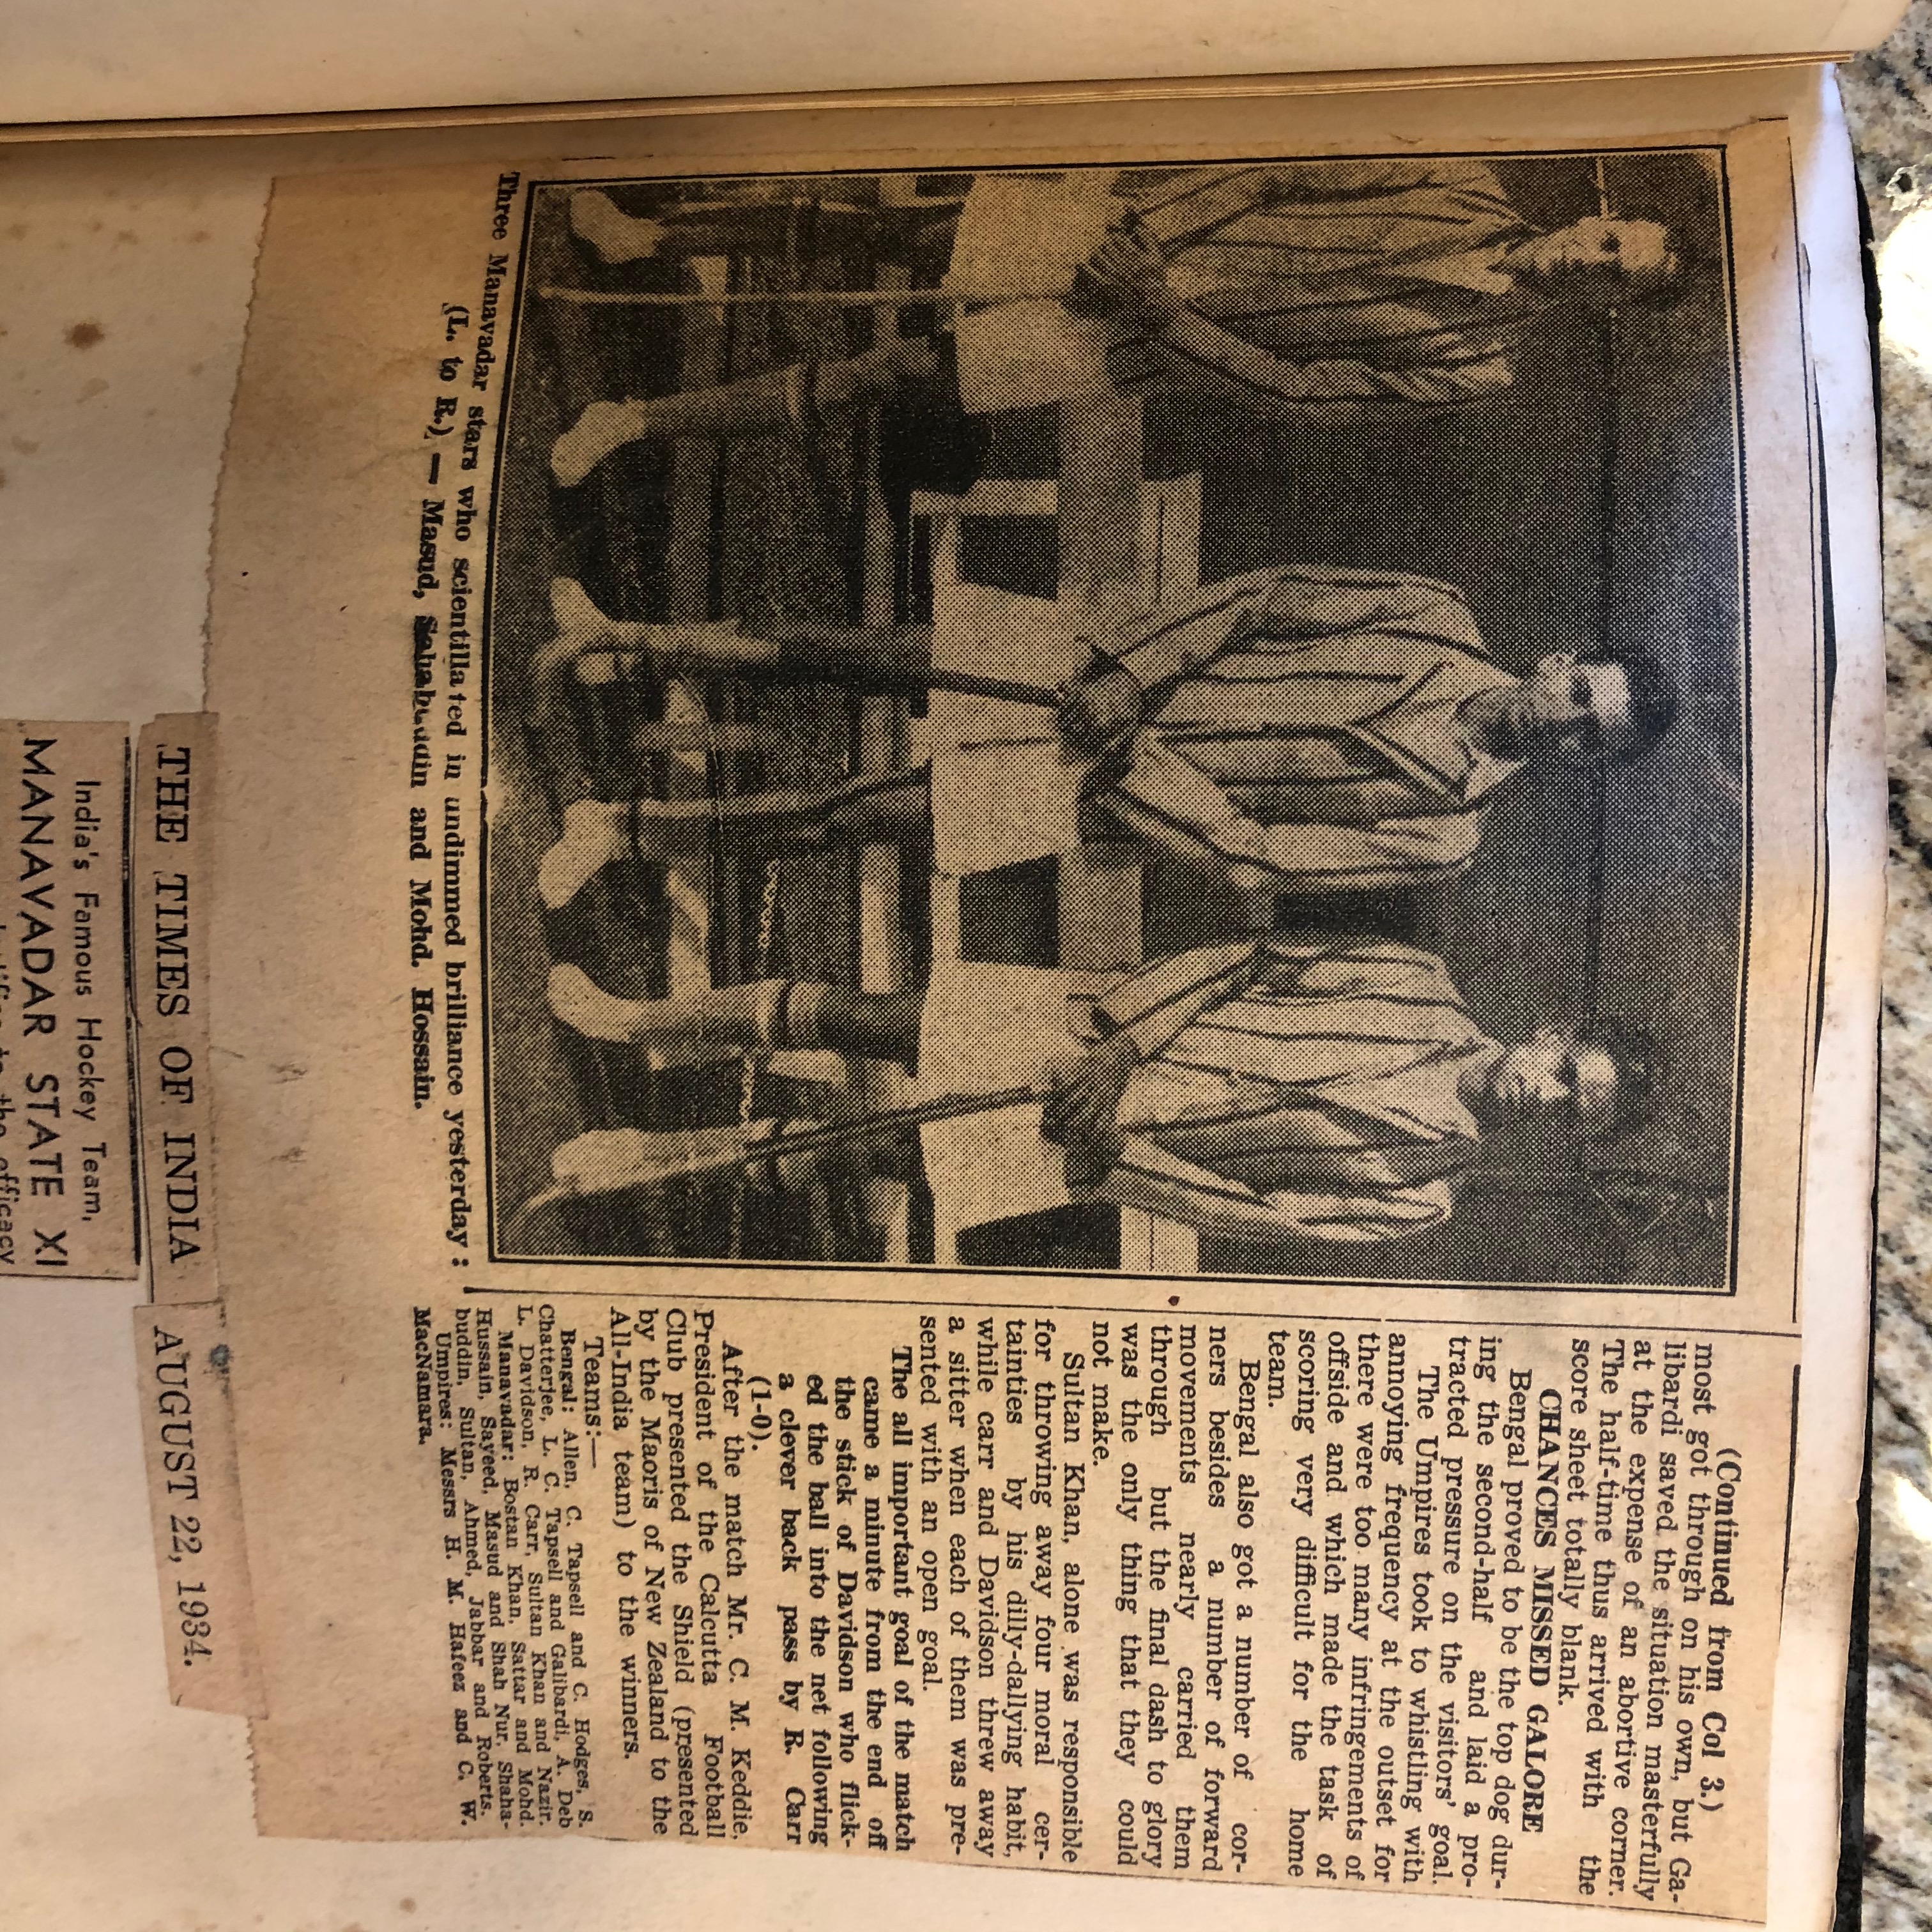 Three Manavadar stars who scientillated in undimmed brilliance yesterday :
(L. to R.) — Masud, and Mohd. Hossain.
(Continued from Col 3.)
most got through on his own, but Ga-
libardi saved the situation masterfully
at the expense of an abortive corner.
The half-time thus arrived with the
score sheet totally blank.
CHANCES MISSED GALORE
Bengal proved to be the top dog dur-
ing the second-half and laid a pro-
tracted pressure on the visitors' goal.
The Umpires took to whistling with
annoying frequency at the outset for
there were too many infringements of
offside and which made the task of
scoring very difficult for the home
team.
Bengal also got a number of cor-
ners besides a number of forward
movements nearly carried them
through but the final dash to glory
was the only thing that they could
not make.
Sultan Khan, alone was responsible
for throwing away four moral cer-
tainties by his dilly-dallying habit,
while carr and Davidson threw away
a sitter when each of them was pre-
sented with an open goal.
The all important goal of the match
came a minute from the end off
the stick of Davidson who flick-
ed the ball into the net following
a clever back pass by R. Carr
(1-0).
After the match Mr. C. M. Keddie,
President of the Calcutta Football
Club presented the Shield (presented
by the Maoris of New Zealand to the
All-India team) to the winners.
Teams:—
Bengal: Allen, C. Tapsell and C. Hodges, S.
Chatterjee, L. C. Tapsell and Galibardi, A. Deb
L. Davidson, R. Carr, Sultan Khan and Nazir.
Manavadar: Bostan Khan, Sattar and Mohd.
Hussain, Sayeed, Masud and Shah Nur, Shaha-
buddin, Sultan, Ahmed, Jabbar and Roberts.
Umpires: Messrs H. M. Hafeez and C. W.
MacNamara.
THE TIMES OF INDIA
AUGUST 22, 1934.
India's Famous Hockey Team,
MANAVADAR STATE XI
the efficacy